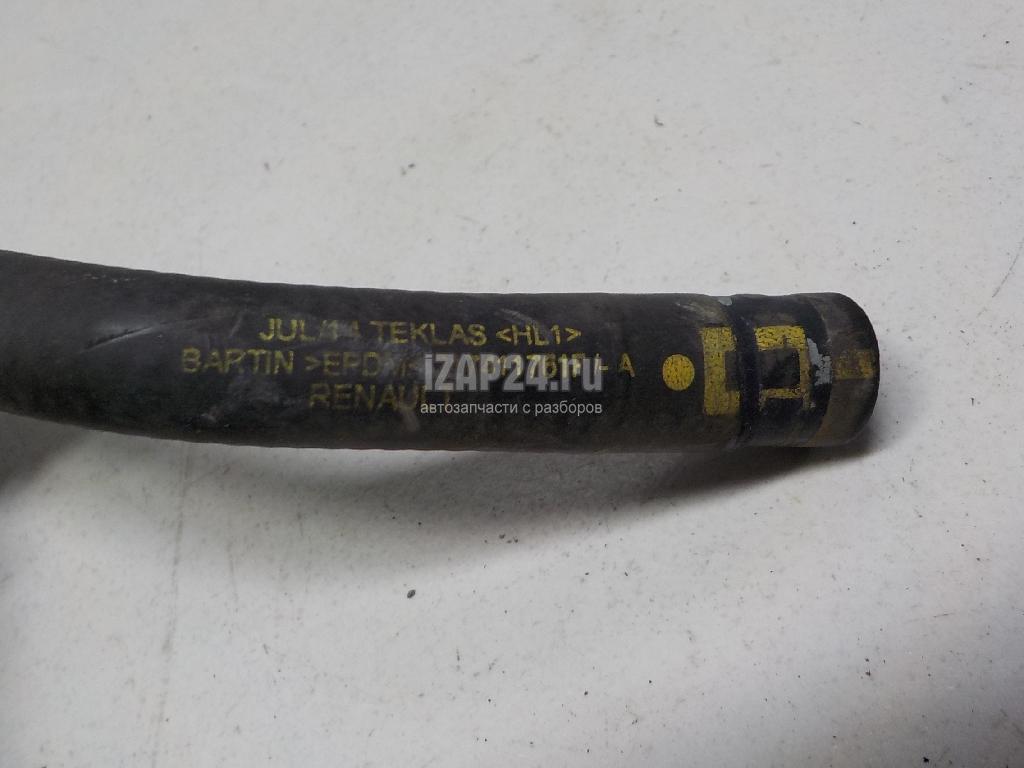 JUL/14 TEKLAS <HL1>
BARTIN - A
RENAULT
IZAP24.ru
автозапчасти с разборов